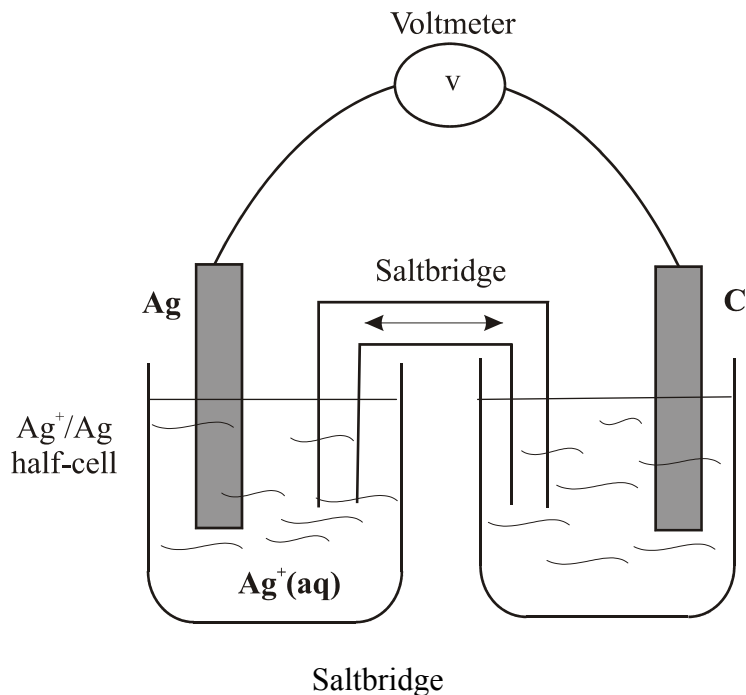 Voltmeter
V
Saltbridge
Ag
C
Ag⁺/Ag
half-cell
Ag⁺(aq)
Saltbridge